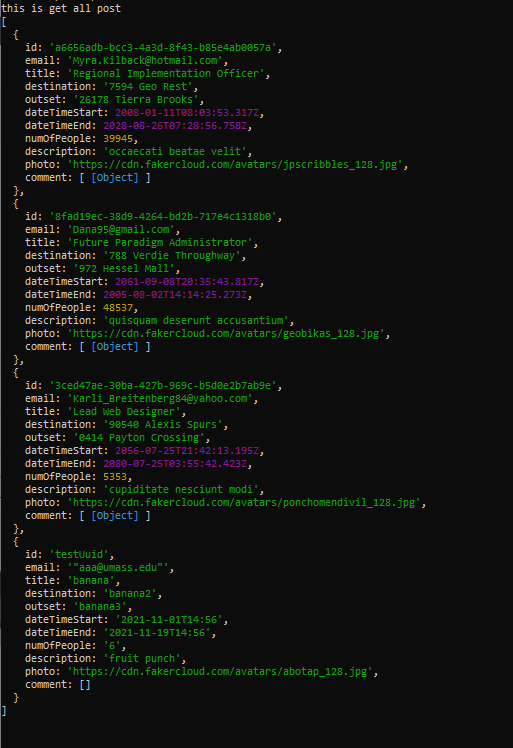 this is get all post
[
  {
    id: 'a6656adb-bcc3-4a3d-8f43-b85e4ab0057a',
    email: 'Myra.Kilback@hotmail.com',
    title: 'Regional Implementation Officer',
    destination: '7594 Geo Rest',
    outset: '26178 Tierra Brooks',
    dateTimeStart: 2008-01-11T08:03:53.317Z,
    dateTimeEnd: 2028-08-26T07:28:56.758Z,
    numOfPeople: 39945,
    description: 'occaecati beatae velit',
    photo: 'https://cdn.fakercloud.com/avatars/jpscribbles_128.jpg',
    comment: [ [Object] ]
  },
  {
    id: '8fad19ec-38d9-4264-bd2b-717e4c1318b0',
    email: 'Dana95@gmail.com',
    title: 'Future Paradigm Administrator',
    destination: '788 Verdie Throughway',
    outset: '972 Hessel Mall',
    dateTimeStart: 2061-09-08T20:35:43.817Z,
    dateTimeEnd: 2005-08-02T14:14:25.273Z,
    numOfPeople: 48537,
    description: 'quisquam deserunt accusantium',
    photo: 'https://cdn.fakercloud.com/avatars/geobikas_128.jpg',
    comment: [ [Object] ]
  },
  {
    id: '3ced47ae-30ba-427b-969c-b5d0e2b7ab9e',
    email: 'Karli_Breitenberg84@yahoo.com',
    title: 'Lead Web Designer',
    destination: '90540 Alexis Spurs',
    outset: '0414 Payton Crossing',
    dateTimeStart: 2056-07-25T21:42:13.195Z,
    dateTimeEnd: 2080-07-25T03:55:42.423Z,
    numOfPeople: 5353,
    description: 'cupiditate nesciunt modi',
    photo: 'https://cdn.fakercloud.com/avatars/ponchomendivil_128.jpg',
    comment: [ [Object] ]
  },
  {
    id: 'testUuid',
    email: '"aaa@umass.edu"',
    title: 'banana',
    destination: 'banana2',
    outset: 'banana3',
    dateTimeStart: '2021-11-01T14:56',
    dateTimeEnd: '2021-11-19T14:56',
    numOfPeople: '6',
    description: 'fruit punch',
    photo: 'https://cdn.fakercloud.com/avatars/abotap_128.jpg',
    comment: []
  }
]